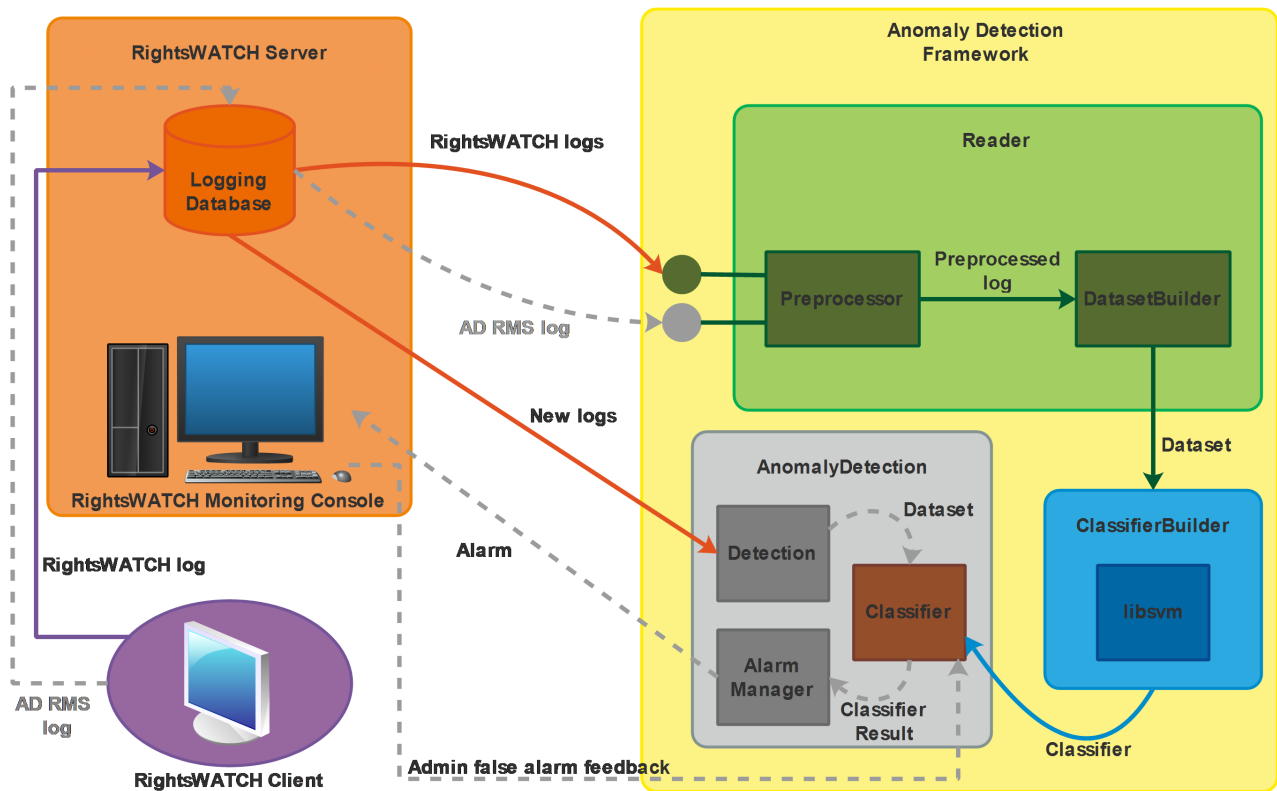 RightsWATCH Server
Anomaly Detection
Framework
Reader
RightsWATCH logs
Logging
Database
Preprocessed
log
Preprocessor
DatasetBuilder
AD RMS log
New logs
Dataset
AnomalyDetection
RightsWATCH Monitoring Console
Dataset
ClassifierBuilder
Alarm
Detection
RightsWATCH log
Classifier
libsvm
Alarm
Manager
AD RMS
log
Classifier
Result
Classifier
Admin false alarm feedback
RightsWATCH Client